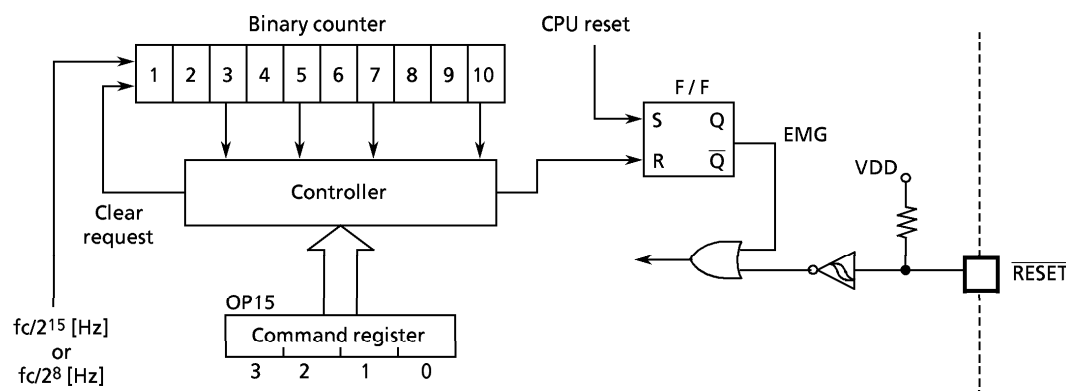 Binary counter
CPU reset
1 2 3 4 5 6 7 8 9 10
F / F
S Q
EMG
R Q̅
VDD
Controller
Clear
request
R̅E̅S̅E̅T̅
OP15
fc/2¹⁵ [Hz]
or
fc/2⁸ [Hz]
Command register
3 2 1 0